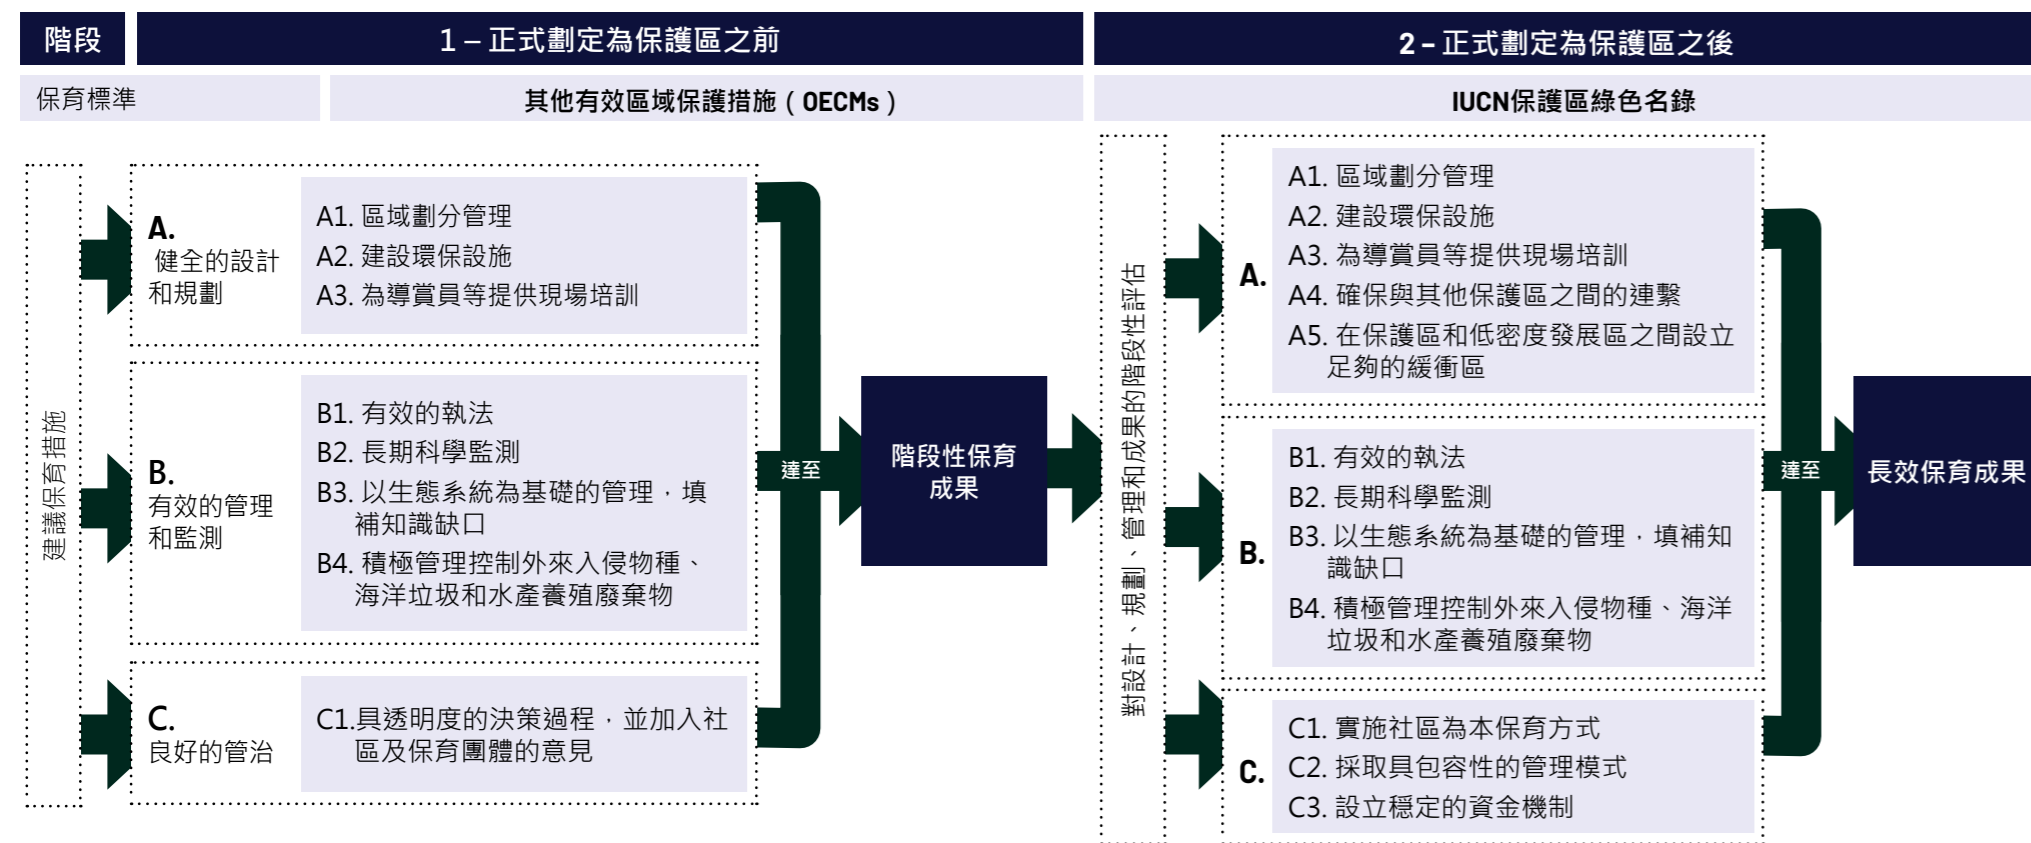 階段
1 – 正式劃定為保護區之前
2 – 正式劃定為保護區之後
保育標準
其他有效區域保護措施（OECMs）
IUCN保護區綠色名錄
建議保育措施
A.
健全的設計
和規劃
A1. 區域劃分管理
A2. 建設環保設施
A3. 為導賞員等提供現場培訓
B.
有效的管理
和監測
B1. 有效的執法
B2. 長期科學監測
B3. 以生態系統為基礎的管理，填
補知識缺口
B4. 積極管理控制外來入侵物種、
海洋垃圾和水產養殖廢棄物
C.
良好的管治
C1.具透明度的決策過程，並加入社
區及保育團體的意見
達至
階段性保育
成果
對設計、規劃、管理和成果的階段性評估
A.
A1. 區域劃分管理
A2. 建設環保設施
A3. 為導賞員等提供現場培訓
A4. 確保與其他保護區之間的連繫
A5. 在保護區和低密度發展區之間設立
足夠的緩衝區
B.
B1. 有效的執法
B2. 長期科學監測
B3. 以生態系統為基礎的管理，填補知
識缺口
B4. 積極管理控制外來入侵物種、海洋
垃圾和水產養殖廢棄物
C.
C1. 實施社區為本保育方式
C2. 採取具包容性的管理模式
C3. 設立穩定的資金機制
達至
長效保育成果